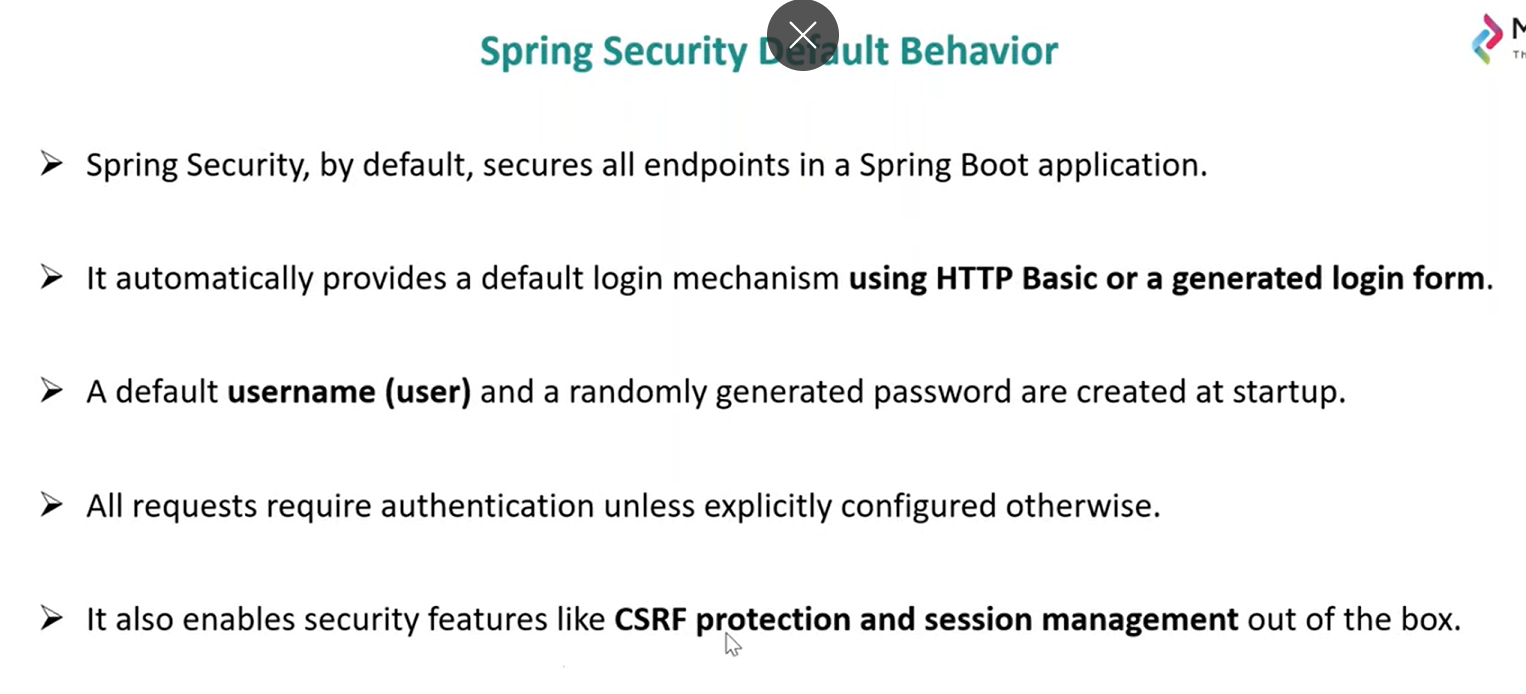 Spring Security Default Behavior
Spring Security, by default, secures all endpoints in a Spring Boot application.
It automatically provides a default login mechanism using HTTP Basic or a generated login form.
A default username (user) and a randomly generated password are created at startup.
All requests require authentication unless explicitly configured otherwise.
It also enables security features like CSRF protection and session management out of the box.